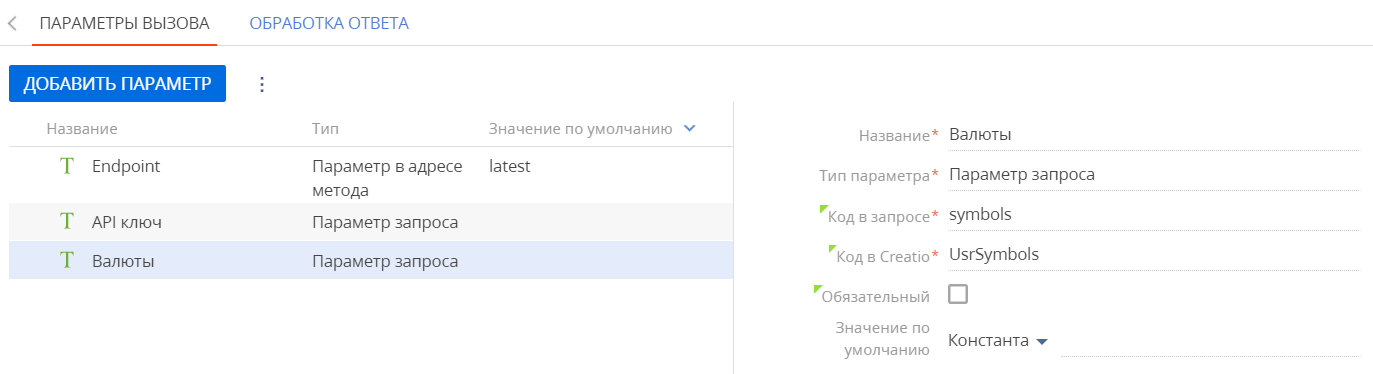 ПАРАМЕТРЫ ВЫЗОВА ОБРАБОТКА ОТВЕТА
ДОБАВИТЬ ПАРАМЕТР
Название Тип Значение по умолчанию
T Endpoint Параметр в адресе latest
метода
T API ключ Параметр запроса
T Валюты Параметр запроса
Название* Валюты
Тип параметра* Параметр запроса
Код в запросе* symbols
Код в Creatio* UsrSymbols
Обязательный
Значение по
умолчанию Константа